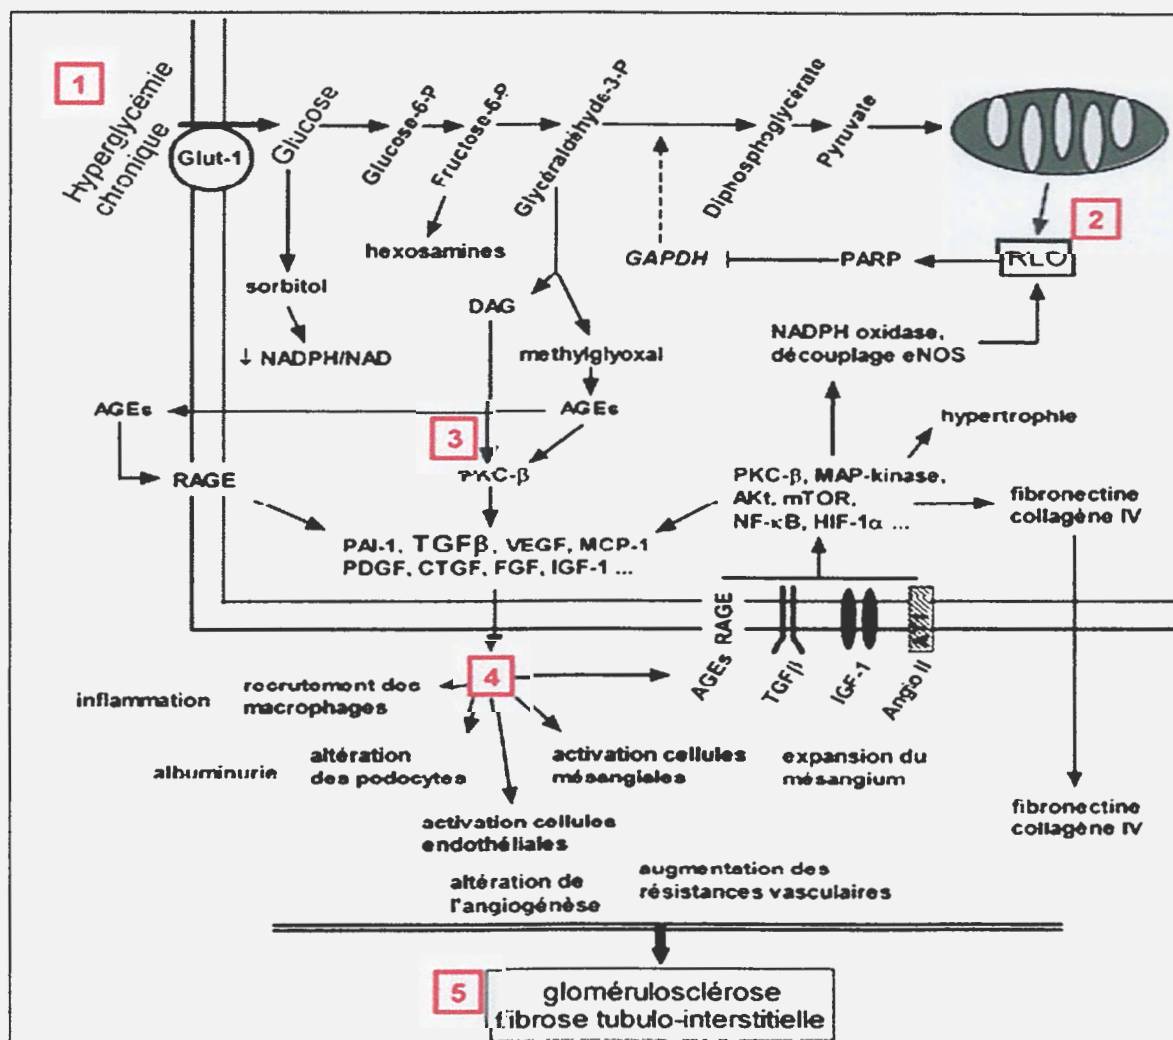 1
Hyperglycémie
chronique
Glut-1
Glucose
Glucose-6-P
Fructose-6-P
Glycéraldéhyde-3-P
Diphosphoglycérate
Pyruvate
2
RLO
PARP
GAPDH
hexosamines
sorbitol
↓ NADPH/NAD
DAG
methylglyoxal
AGEs
AGEs
RAGE
3
PKC-β
NADPH oxidase,
découplage eNOS
hypertrophie
PKC-β, MAP-kinase,
AKt, mTOR,
NF-κB, HIF-1α ...
fibronectine
collagène IV
PAI-1, TGFβ, VEGF, MCP-1
PDGF, CTGF, FGF, IGF-1 ...
AGEs RAGE
TGFβ
IGF-1
Angio II
4
inflammation
recrutement des
macrophages
albuminurie
altération
des podocytes
activation cellules
mésangiales
expansion du
mésangium
activation cellules
endothéliales
fibronectine
collagène IV
altération de
l'angiogénèse
augmentation des
résistances vasculaires
5
glomérulosclérose
fibrose tubulo-interstitielle